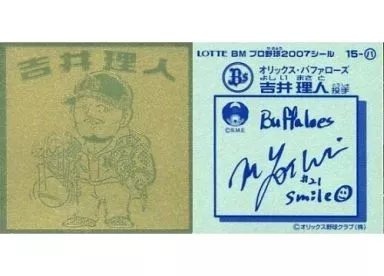 吉井理人
LOTTE BM プロ野球2007シール 15-バ
Bs
オリックス・バファローズ
よしい まさと
吉井 理人 投手
©B.M.E
Buffaloes
M Yoshii
#21
smile
©オリックス野球クラブ(株)